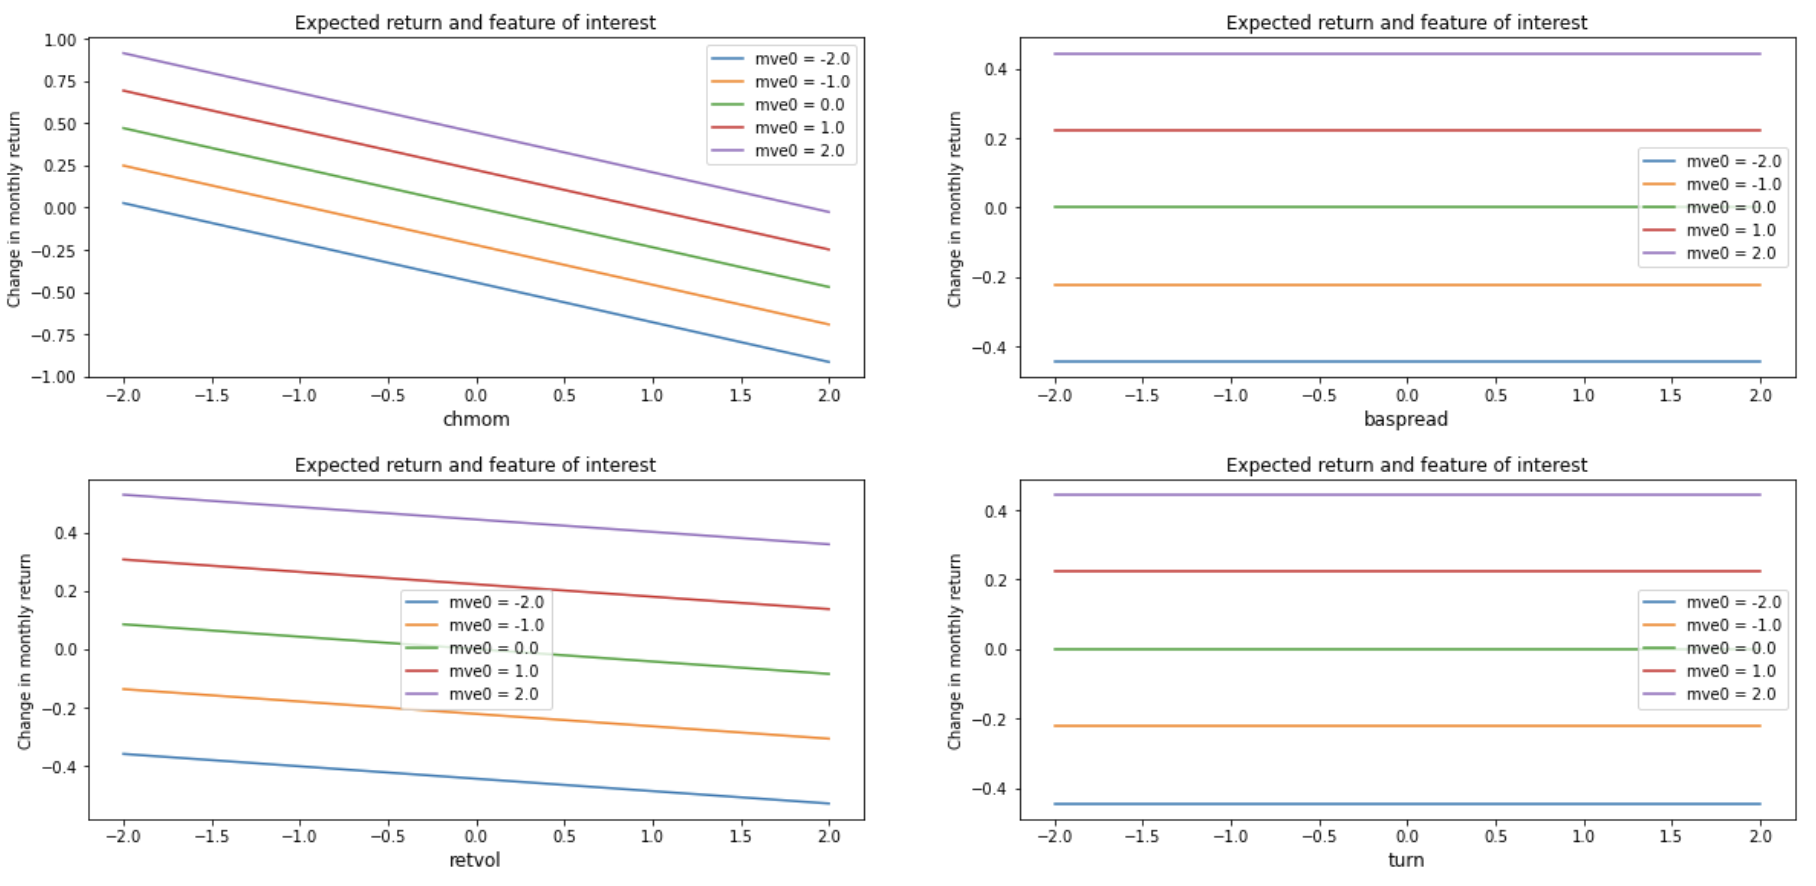 Expected return and feature of interest
Change in monthly return
1.00
0.75
0.50
0.25
0.00
−0.25
−0.50
−0.75
−1.00
mve0 = -2.0
mve0 = -1.0
mve0 = 0.0
mve0 = 1.0
mve0 = 2.0
−2.0 −1.5 −1.0 −0.5 0.0 0.5 1.0 1.5 2.0
chmom
Expected return and feature of interest
Change in monthly return
0.4
0.2
0.0
−0.2
−0.4
mve0 = -2.0
mve0 = -1.0
mve0 = 0.0
mve0 = 1.0
mve0 = 2.0
−2.0 −1.5 −1.0 −0.5 0.0 0.5 1.0 1.5 2.0
baspread
Expected return and feature of interest
Change in monthly return
0.4
0.2
0.0
−0.2
−0.4
mve0 = -2.0
mve0 = -1.0
mve0 = 0.0
mve0 = 1.0
mve0 = 2.0
−2.0 −1.5 −1.0 −0.5 0.0 0.5 1.0 1.5 2.0
retvol
Expected return and feature of interest
Change in monthly return
0.4
0.2
0.0
−0.2
−0.4
mve0 = -2.0
mve0 = -1.0
mve0 = 0.0
mve0 = 1.0
mve0 = 2.0
−2.0 −1.5 −1.0 −0.5 0.0 0.5 1.0 1.5 2.0
turn